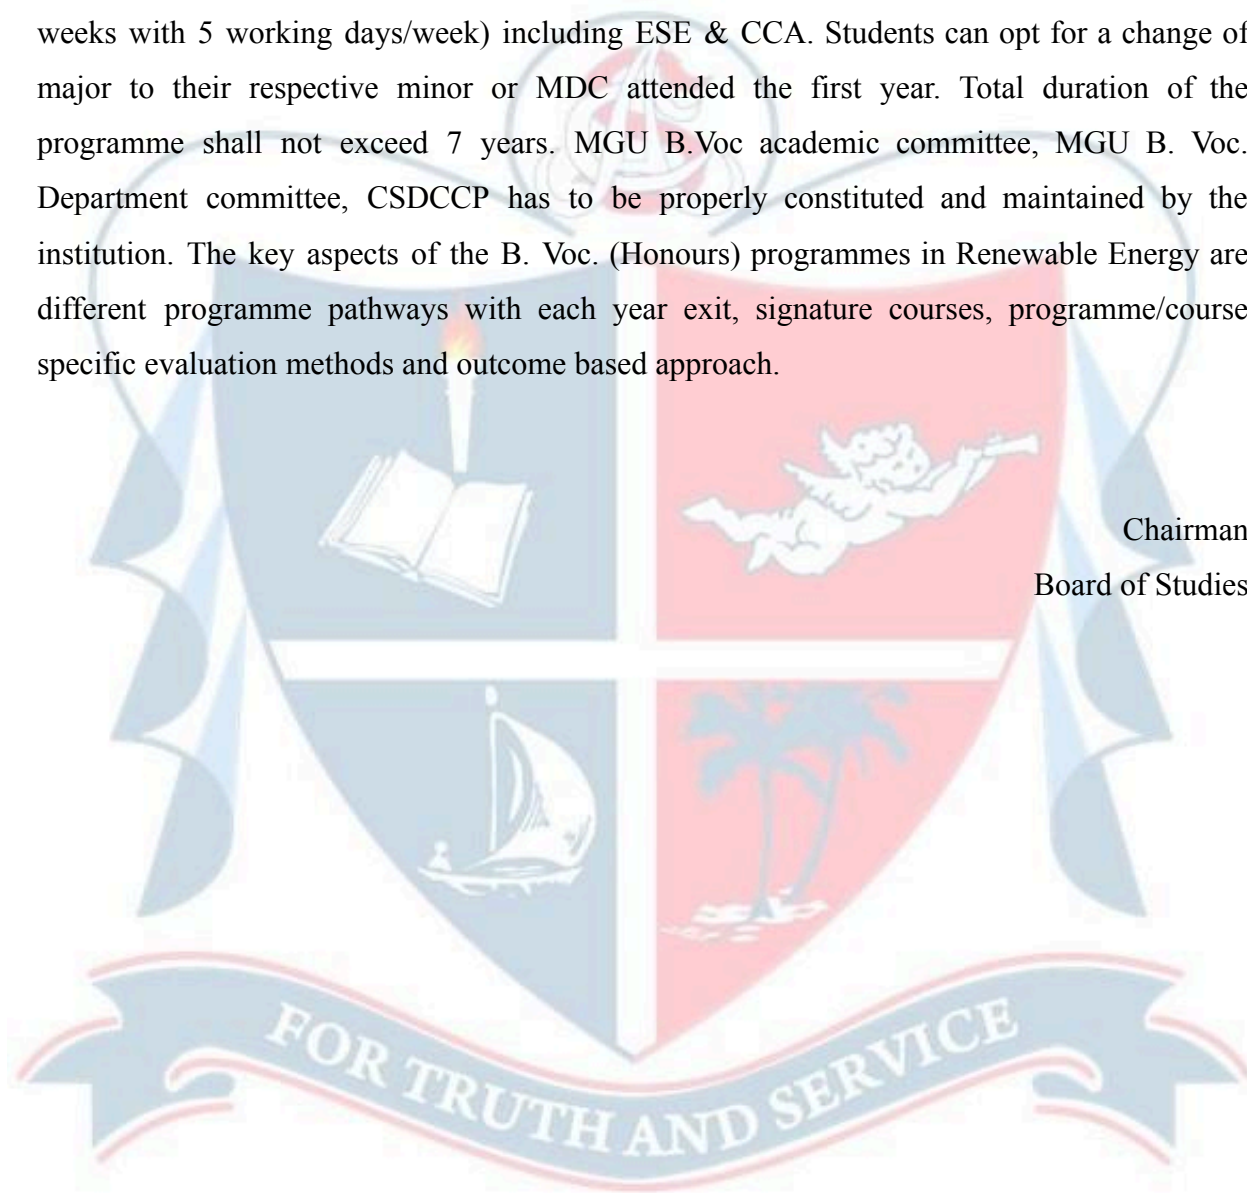 weeks with 5 working days/week) including ESE & CCA. Students can opt for a change of
major to their respective minor or MDC attended the first year. Total duration of the
programme shall not exceed 7 years. MGU B.Voc academic committee, MGU B. Voc.
Department committee, CSDCCP has to be properly constituted and maintained by the
institution. The key aspects of the B. Voc. (Honours) programmes in Renewable Energy are
different programme pathways with each year exit, signature courses, programme/course
specific evaluation methods and outcome based approach.
Chairman
Board of Studies
FOR TRUTH AND SERVICE